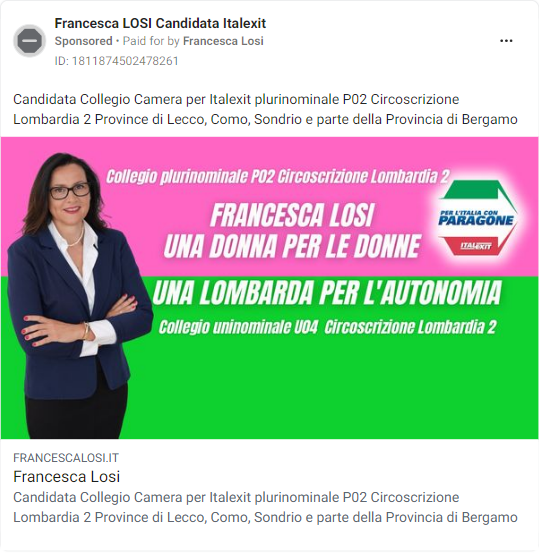 Francesca LOSI Candidata Italexit
Sponsored • Paid for by Francesca Losi
ID: 1811874502478261
Candidata Collegio Camera per Italexit plurinominale P02 Circoscrizione
Lombardia 2 Province di Lecco, Como, Sondrio e parte della Provincia di Bergamo
Collegio plurinominale P02 Circoscrizione Lombardia 2
PER L'ITALIA CON
PARAGONE
ITALEXIT
FRANCESCA LOSI
UNA DONNA PER LE DONNE
UNA LOMBARDA PER L'AUTONOMIA
Collegio uninominale U04 Circoscrizione Lombardia 2
FRANCESCALOSI.IT
Francesca Losi
Candidata Collegio Camera per Italexit plurinominale P02 Circoscrizione
Lombardia 2 Province di Lecco, Como, Sondrio e parte della Provincia di Bergamo